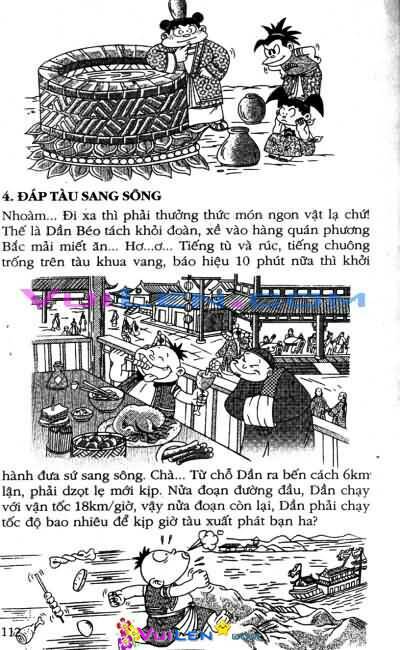 4. ĐÁP TÀU SANG SÔNG
Nhoàm... Đi xa thì phải thưởng thức món ngon vật lạ chứ!
Thế là Dần Béo tách khỏi đoàn, xề vào hàng quán phương
Bắc mải miết ăn... Hơ...ơ... Tiếng tù và rúc, tiếng chuông
trống trên tàu khua vang, báo hiệu 10 phút nữa thì khởi
VUILEN.COM
hành đưa sứ sang sông. Chà... Từ chỗ Dần ra bến cách 6km
lận, phải dzọt lẹ mới kịp. Nửa đoạn đường đầu, Dần chạy
với vận tốc 18km/giờ, vậy nửa đoạn còn lại, Dần phải chạy
tốc độ bao nhiêu để kịp giờ tàu xuất phát bạn ha?
112
VUILEN